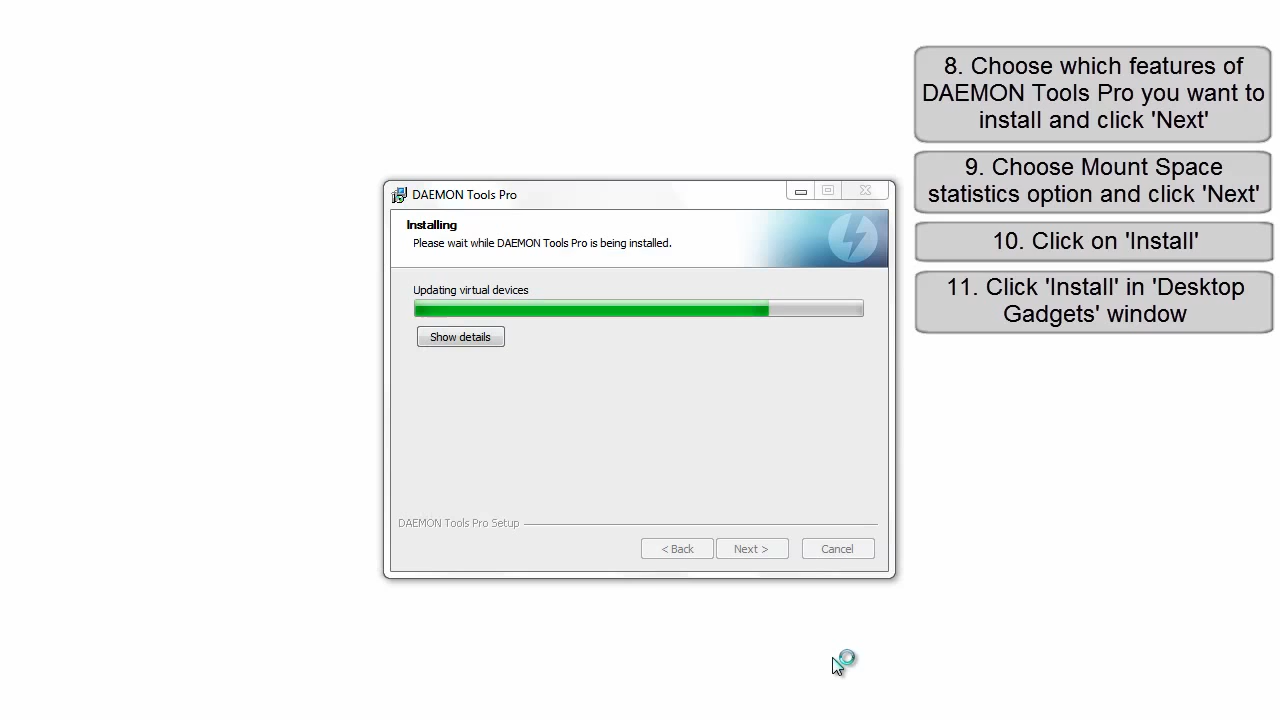 8. Choose which features of
DAEMON Tools Pro you want to
install and click 'Next'
9. Choose Mount Space
statistics option and click 'Next'
10. Click on 'Install'
11. Click 'Install' in 'Desktop
Gadgets' window
DAEMON Tools Pro
Installing
Please wait while DAEMON Tools Pro is being installed.
Updating virtual devices
Show details
DAEMON Tools Pro Setup
< Back
Next >
Cancel